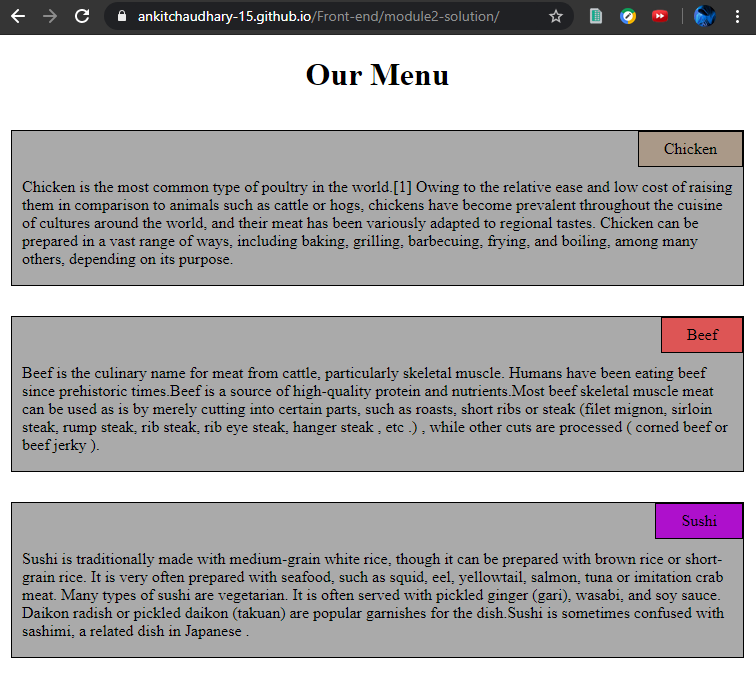 ankitchaudhary-15.github.io/Front-end/module2-solution/
Our Menu
Chicken
Chicken is the most common type of poultry in the world.[1] Owing to the relative ease and low cost of raising
them in comparison to animals such as cattle or hogs, chickens have become prevalent throughout the cuisine
of cultures around the world, and their meat has been variously adapted to regional tastes. Chicken can be
prepared in a vast range of ways, including baking, grilling, barbecuing, frying, and boiling, among many
others, depending on its purpose.
Beef
Beef is the culinary name for meat from cattle, particularly skeletal muscle. Humans have been eating beef
since prehistoric times.Beef is a source of high-quality protein and nutrients.Most beef skeletal muscle meat
can be used as is by merely cutting into certain parts, such as roasts, short ribs or steak (filet mignon, sirloin
steak, rump steak, rib steak, rib eye steak, hanger steak , etc .) , while other cuts are processed ( corned beef or
beef jerky ).
Sushi
Sushi is traditionally made with medium-grain white rice, though it can be prepared with brown rice or short-
grain rice. It is very often prepared with seafood, such as squid, eel, yellowtail, salmon, tuna or imitation crab
meat. Many types of sushi are vegetarian. It is often served with pickled ginger (gari), wasabi, and soy sauce.
Daikon radish or pickled daikon (takuan) are popular garnishes for the dish.Sushi is sometimes confused with
sashimi, a related dish in Japanese .